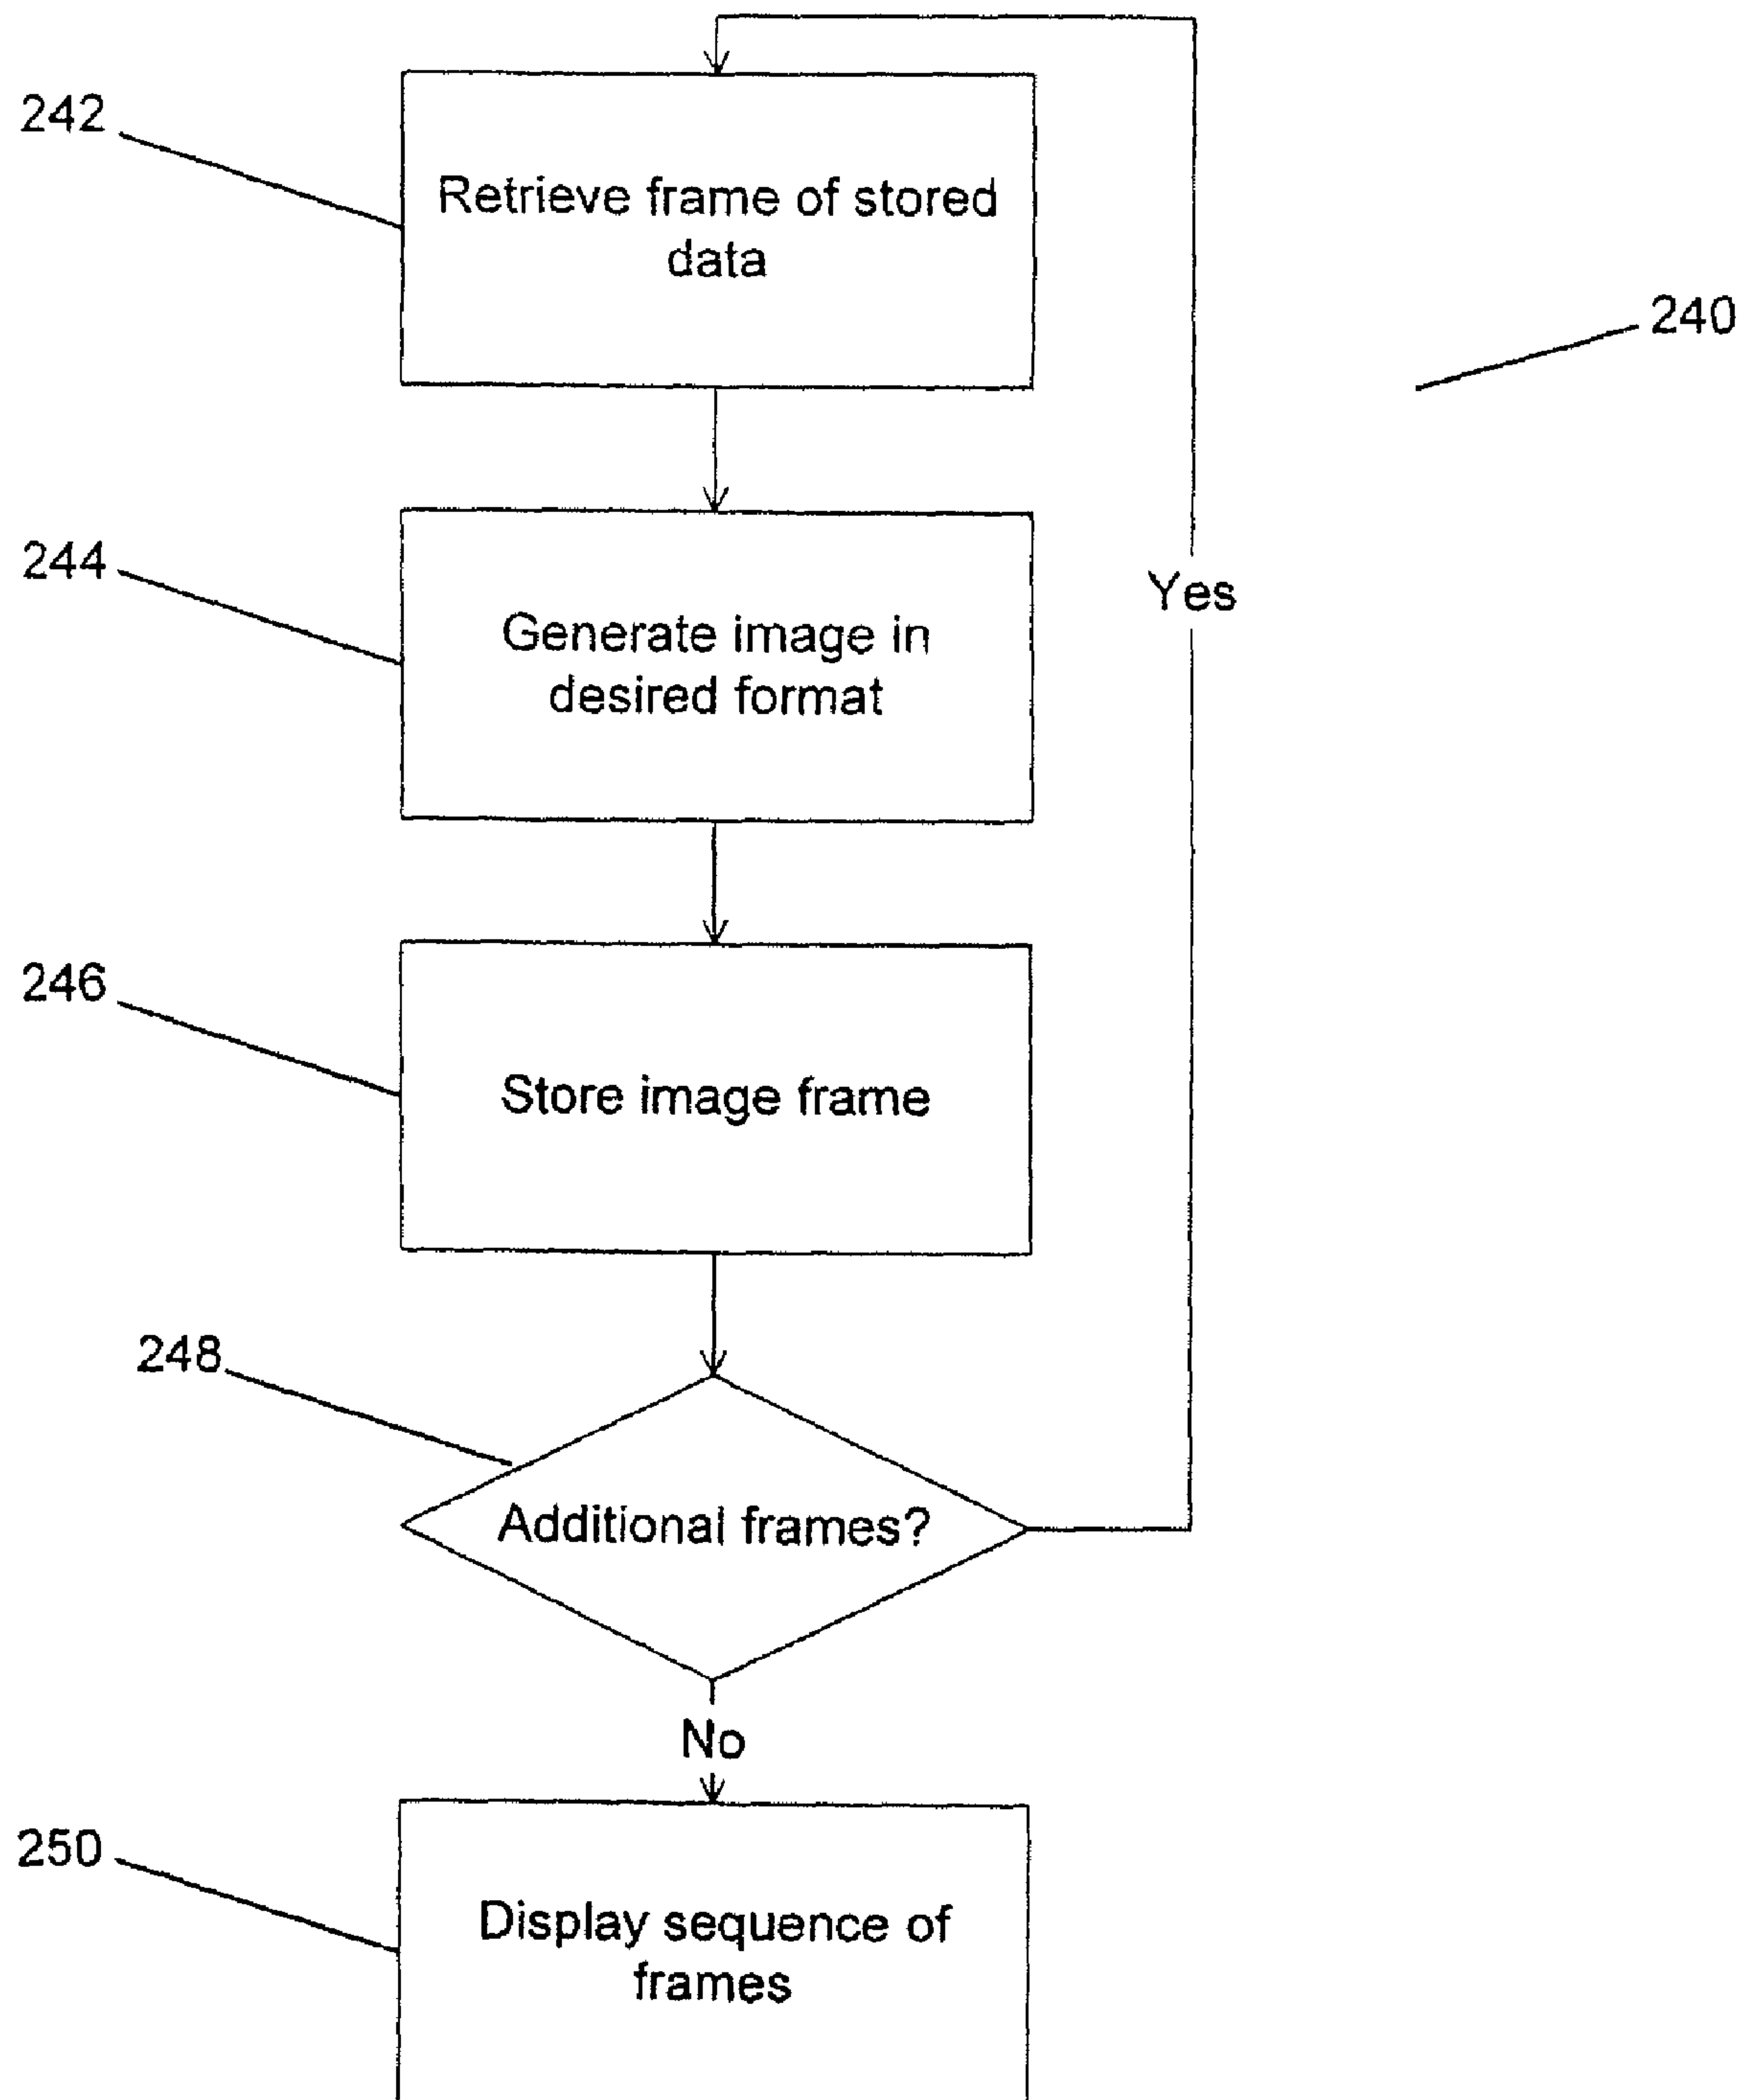 242
Retrieve frame of stored
data
240
244
Generate image in
desired format
Yes
246
Store image frame
248
Additional frames?
No
250
Display sequence of
frames